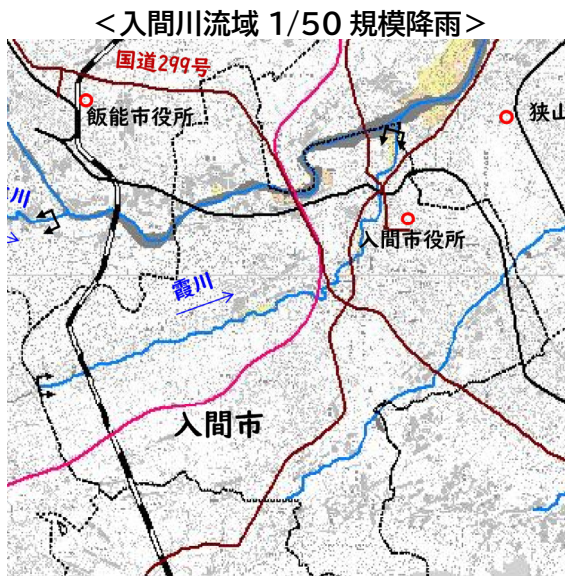 <入間川流域 1/50 規模降雨>
国道299号
飯能市役所
狭山
川
入間市役所
霞川
入間市